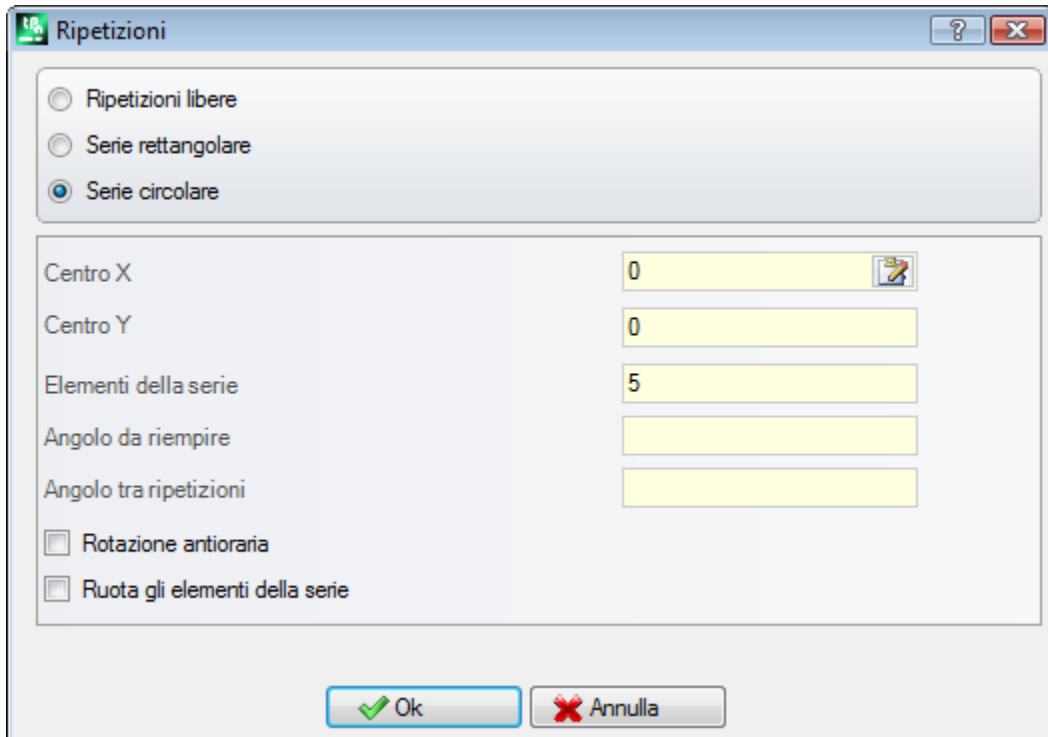 Ripetizioni
Ripetizioni libere
Serie rettangolare
Serie circolare
Centro X 0
Centro Y 0
Elementi della serie 5
Angolo da riempire
Angolo tra ripetizioni
Rotazione antioraria
Ruota gli elementi della serie
Ok Annulla